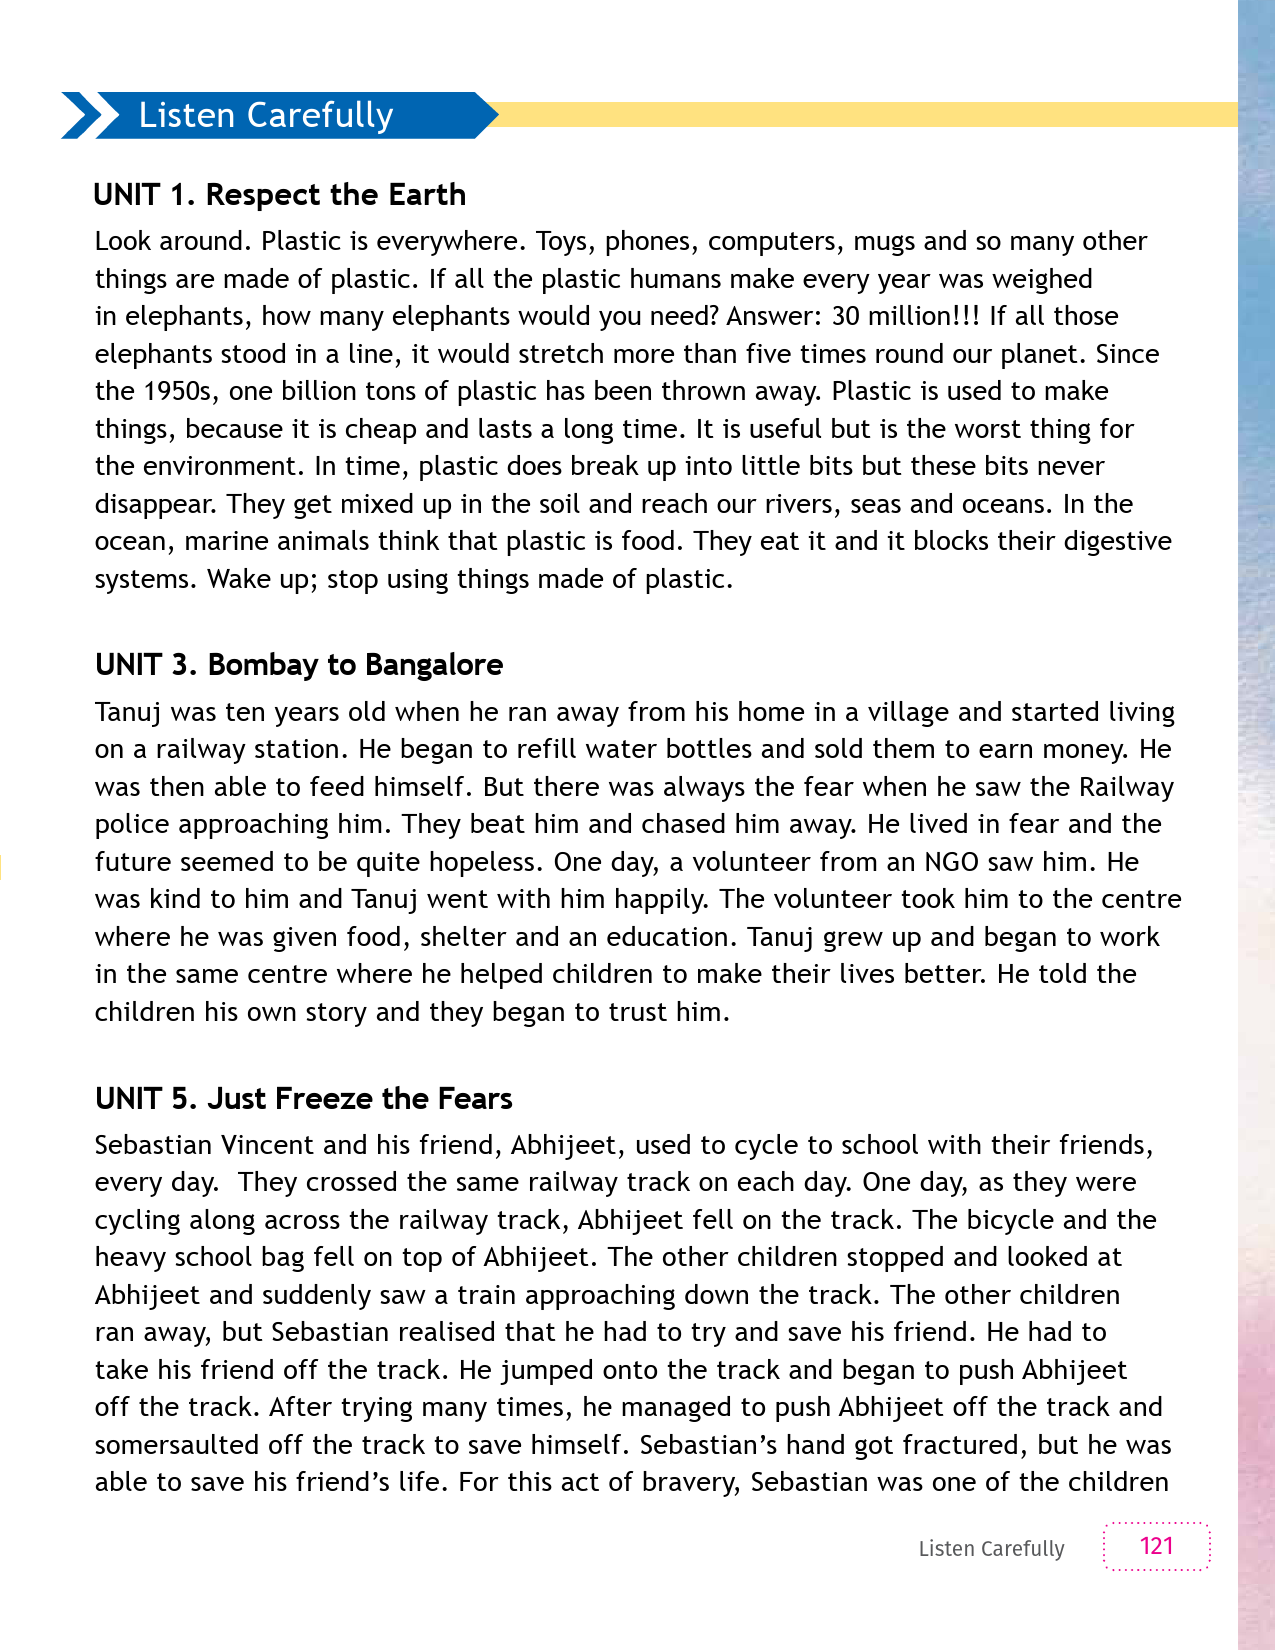 Listen Carefully
UNIT 1. Respect the Earth
Look around. Plastic is everywhere. Toys, phones, computers, mugs and so many other
things are made of plastic. If all the plastic humans make every year was weighed
in elephants, how many elephants would you need? Answer: 30 million!!! If all those
elephants stood in a line, it would stretch more than five times round our planet. Since
the 1950s, one billion tons of plastic has been thrown away. Plastic is used to make
things, because it is cheap and lasts a long time. It is useful but is the worst thing for
the environment. In time, plastic does break up into little bits but these bits never
disappear. They get mixed up in the soil and reach our rivers, seas and oceans. In the
ocean, marine animals think that plastic is food. They eat it and it blocks their digestive
systems. Wake up; stop using things made of plastic.
UNIT 3. Bombay to Bangalore
Tanuj was ten years old when he ran away from his home in a village and started living
on a railway station. He began to refill water bottles and sold them to earn money. He
was then able to feed himself. But there was always the fear when he saw the Railway
police approaching him. They beat him and chased him away. He lived in fear and the
future seemed to be quite hopeless. One day, a volunteer from an NGO saw him. He
was kind to him and Tanuj went with him happily. The volunteer took him to the centre
where he was given food, shelter and an education. Tanuj grew up and began to work
in the same centre where he helped children to make their lives better. He told the
children his own story and they began to trust him.
UNIT 5. Just Freeze the Fears
Sebastian Vincent and his friend, Abhijeet, used to cycle to school with their friends,
every day.  They crossed the same railway track on each day. One day, as they were
cycling along across the railway track, Abhijeet fell on the track. The bicycle and the
heavy school bag fell on top of Abhijeet. The other children stopped and looked at
Abhijeet and suddenly saw a train approaching down the track. The other children
ran away, but Sebastian realised that he had to try and save his friend. He had to
take his friend off the track. He jumped onto the track and began to push Abhijeet
off the track. After trying many times, he managed to push Abhijeet off the track and
somersaulted off the track to save himself. Sebastian’s hand got fractured, but he was
able to save his friend’s life. For this act of bravery, Sebastian was one of the children
Listen Carefully 121